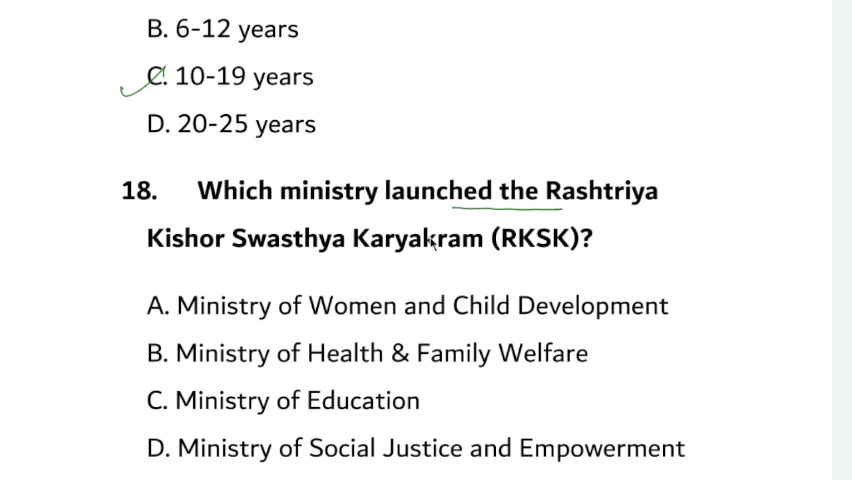 B. 6-12 years
C. 10-19 years
D. 20-25 years
18. Which ministry launched the Rashtriya
Kishor Swasthya Karyakram (RKSK)?
A. Ministry of Women and Child Development
B. Ministry of Health & Family Welfare
C. Ministry of Education
D. Ministry of Social Justice and Empowerment